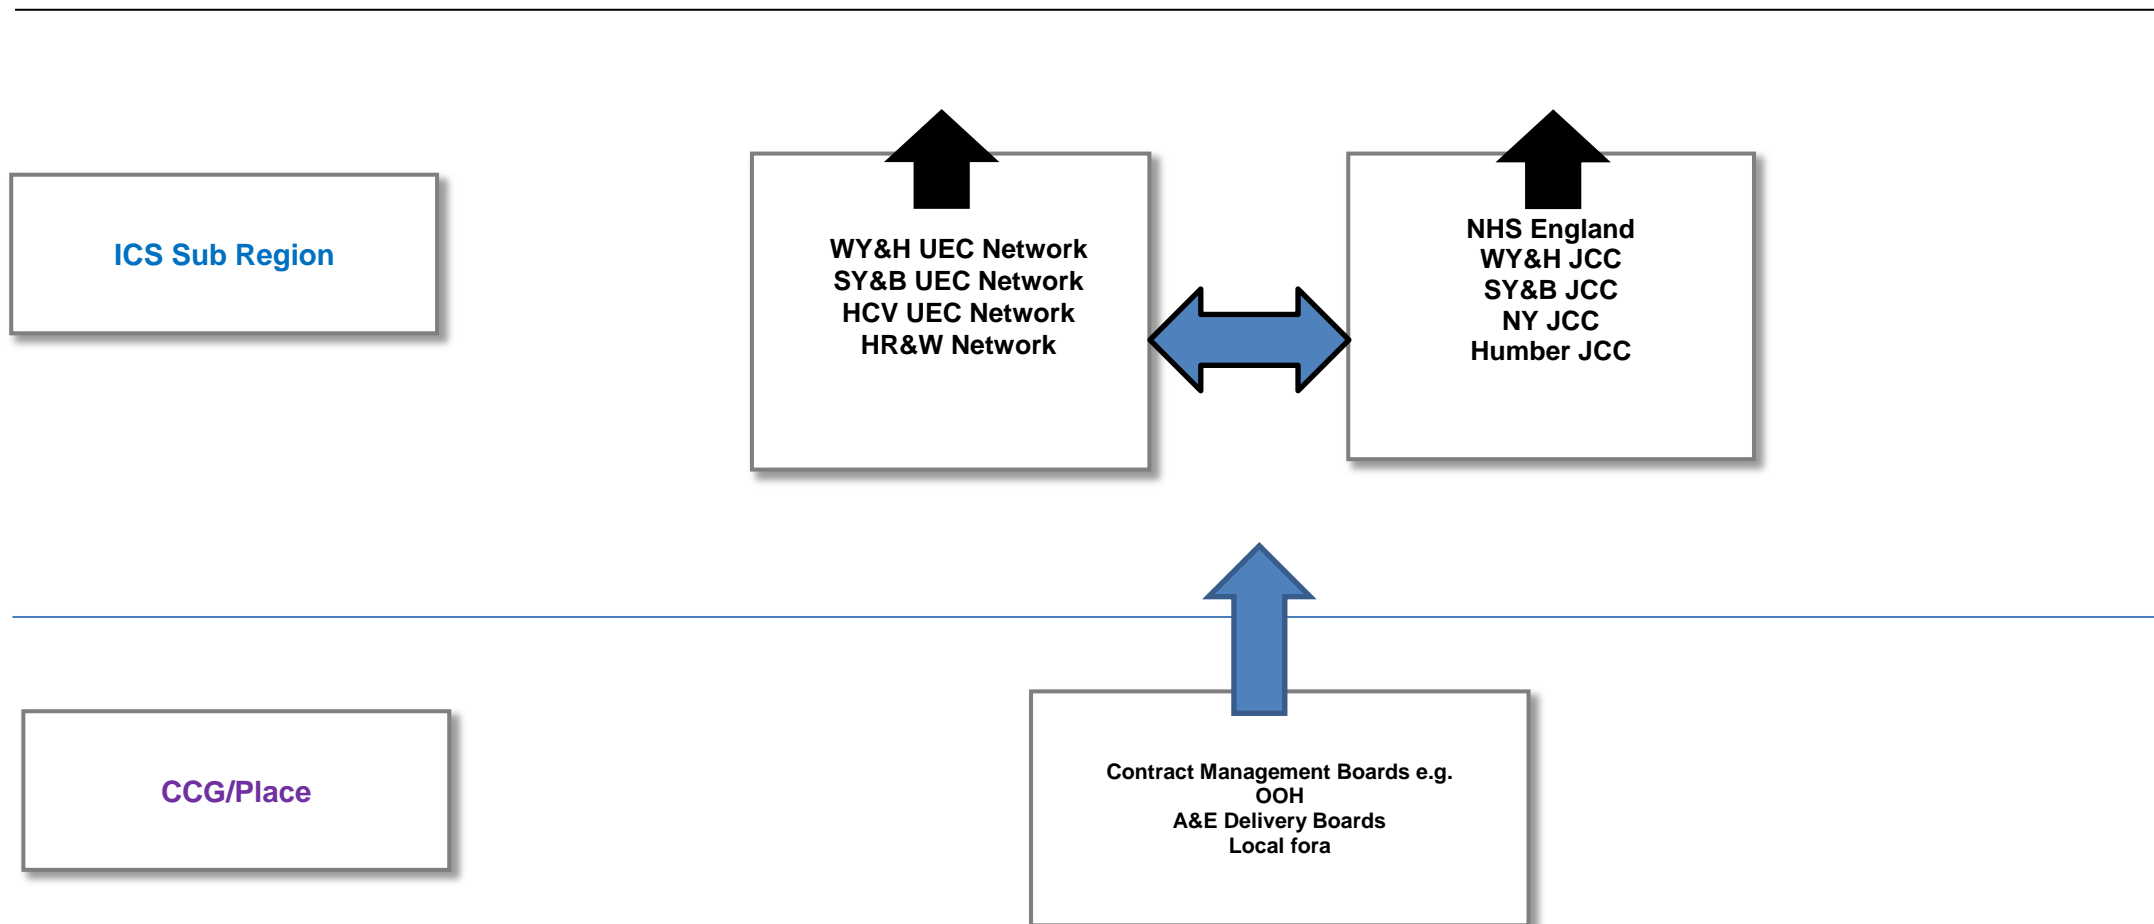 ICS Sub Region
WY&H UEC Network
SY&B UEC Network
HCV UEC Network
HR&W Network
NHS England
WY&H JCC
SY&B JCC
NY JCC
Humber JCC
CCG/Place
Contract Management Boards e.g.
OOH
A&E Delivery Boards
Local fora